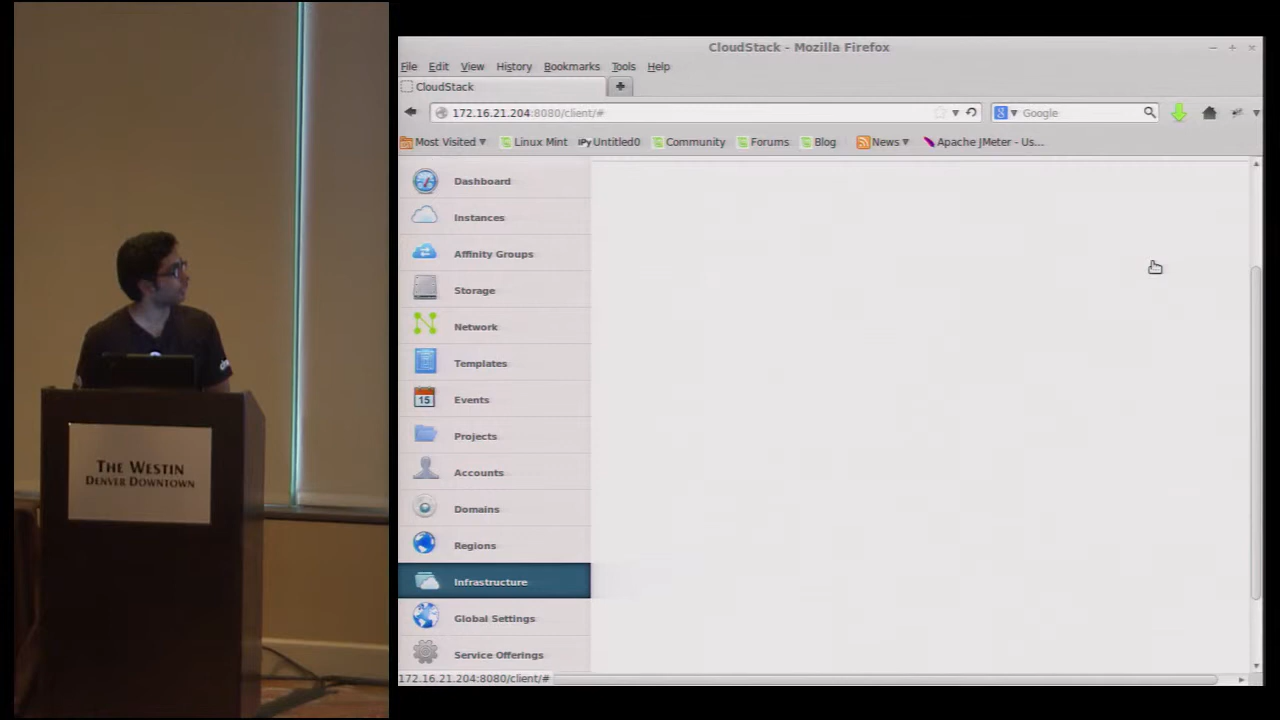 THE WESTIN
DENVER DOWNTOWN
CloudStack - Mozilla Firefox
File Edit View History Bookmarks Tools Help
CloudStack
172.16.21.204:8080/client/#
Google
Most Visited
Linux Mint
IPy Untitled0
Community
Forums
Blog
News
Apache JMeter - Us...
Dashboard
Instances
Affinity Groups
Storage
Network
Templates
15
Events
Projects
Accounts
Domains
Regions
Infrastructure
Global Settings
Service Offerings
172.16.21.204:8080/client/#